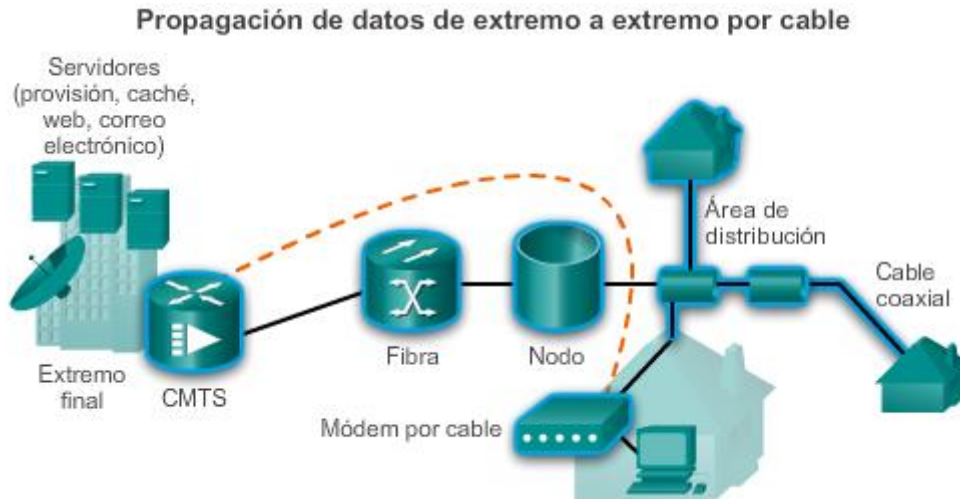 Propagación de datos de extremo a extremo por cable
Servidores
(provisión, caché,
web, correo
electrónico)
Área de
distribución
Cable
coaxial
Fibra
Nodo
Extremo
final
CMTS
Módem por cable